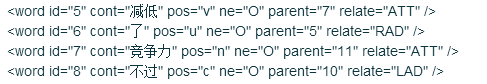 <word id="5" cont="减低" pos="v" ne="O" parent="7" relate="ATT" />
<word id="6" cont="了" pos="u" ne="O" parent="5" relate="RAD" />
<word id="7" cont="竞争力" pos="n" ne="O" parent="11" relate="ATT" />
<word id="8" cont="不过" pos="c" ne="O" parent="10" relate="LAD" />